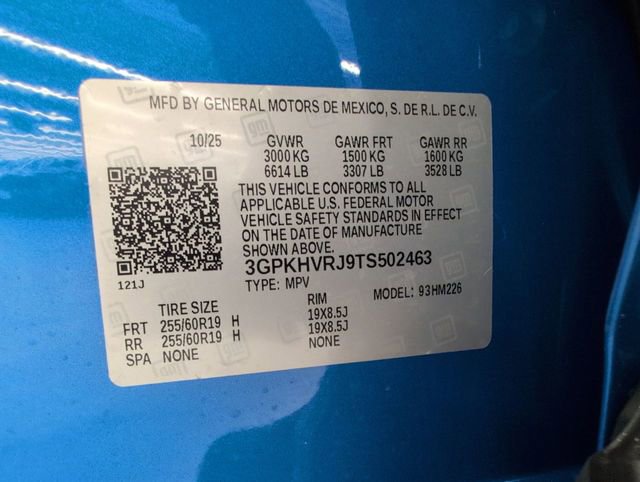 MFD BY GENERAL MOTORS DE MEXICO, S. DE R.L. DE C.V.
10/25 GVWR GAWR FRT GAWR RR
3000 KG 1500 KG 1600 KG
6614 LB 3307 LB 3528 LB
THIS VEHICLE CONFORMS TO ALL
APPLICABLE U.S. FEDERAL MOTOR
VEHICLE SAFETY STANDARDS IN EFFECT
ON THE DATE OF MANUFACTURE
SHOWN ABOVE.
3GPKHVRJ9TS502463
121J
TYPE: MPV MODEL: 93HM226
TIRE SIZE RIM
FRT 255/60R19 H 19X8.5J
RR 255/60R19 H 19X8.5J
SPA NONE NONE